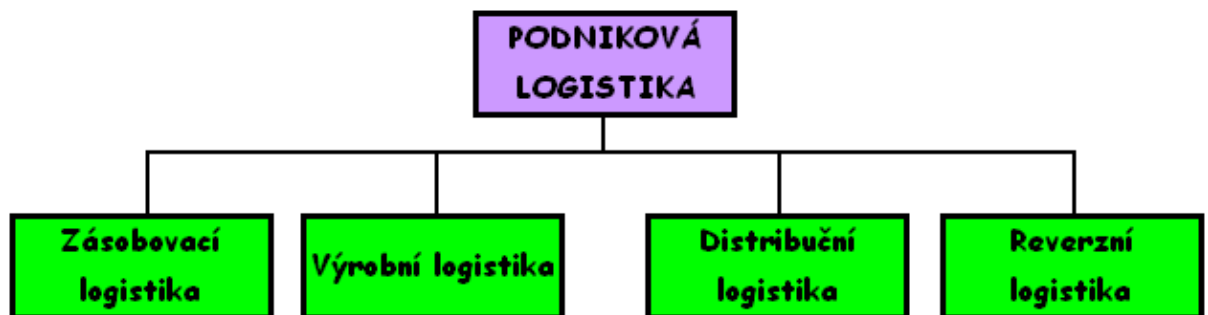 PODNIKOVÁ
LOGISTIKA
Zásobovací
logistika
Výrobní logistika
Distribuční
logistika
Reverzní
logistika